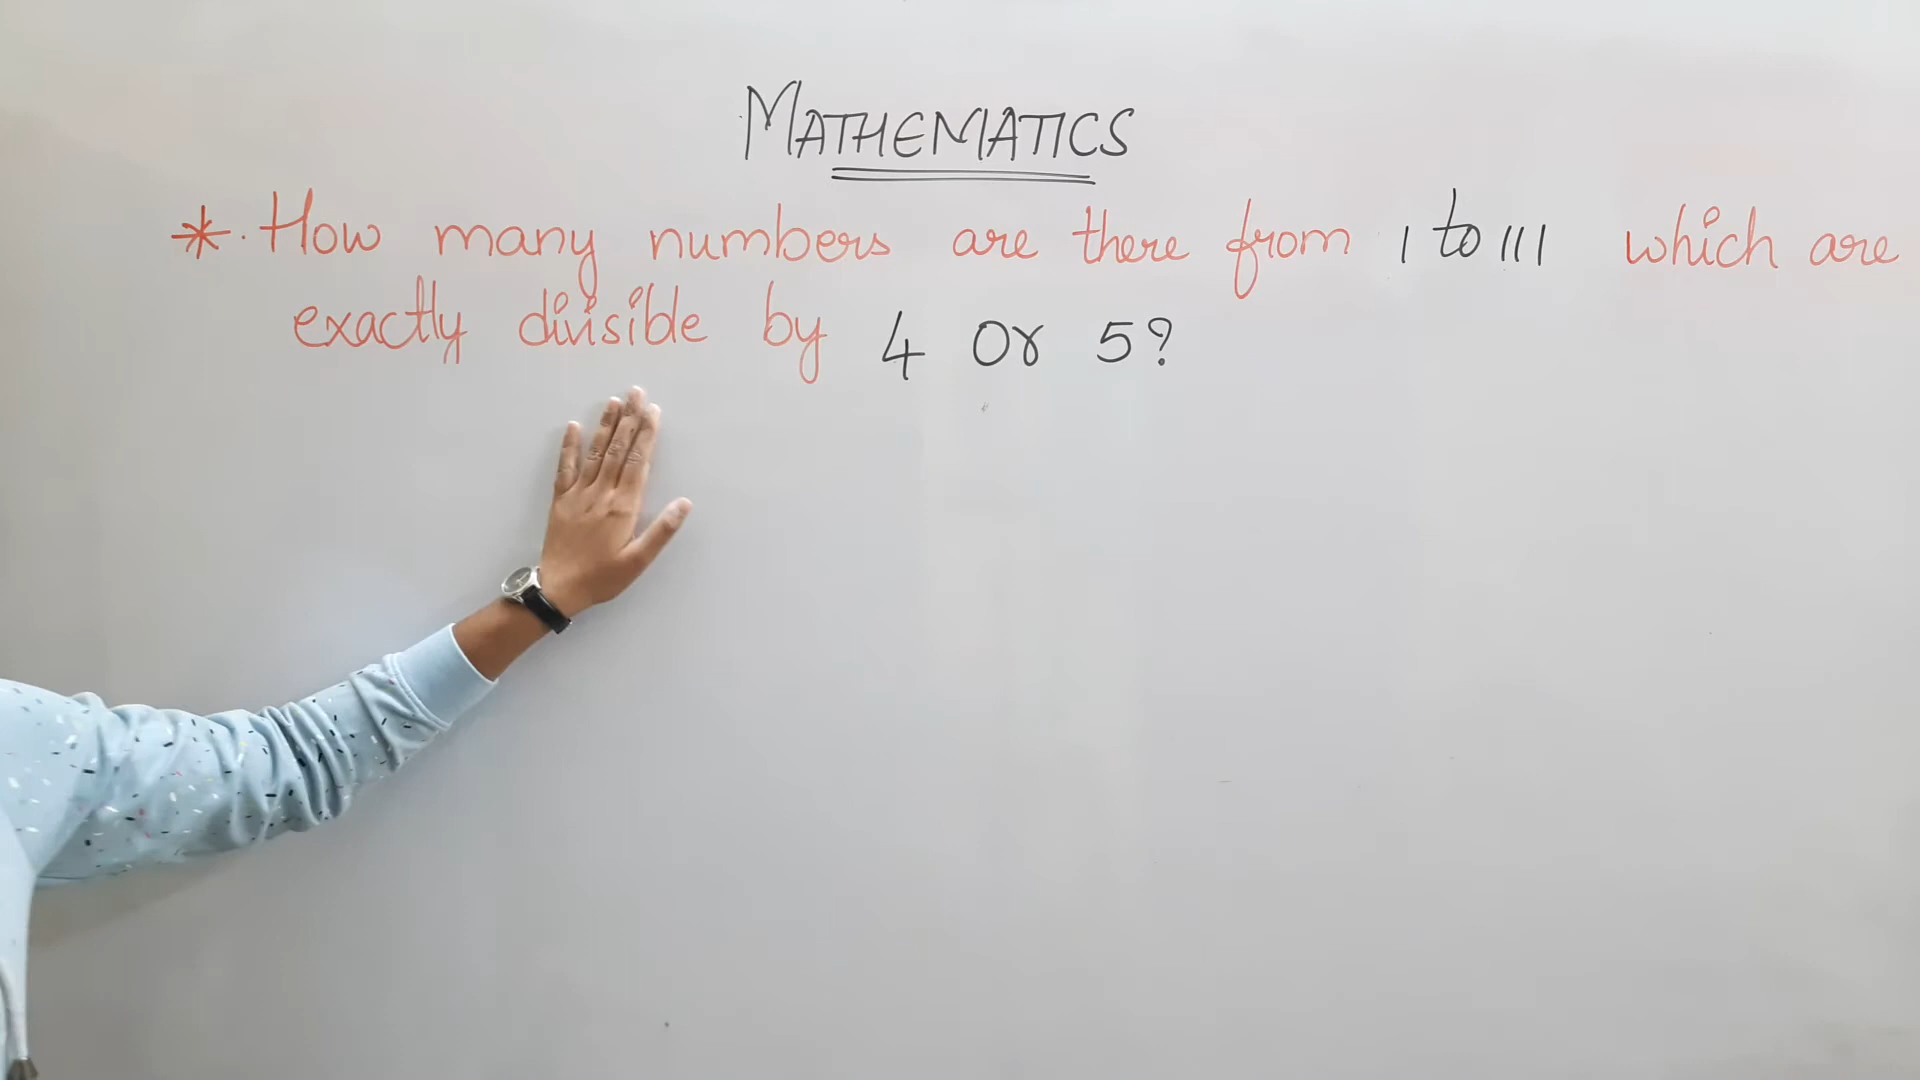 MATHEMATICS
*. How many numbers are there from 1 to 111 which are
exactly divisible by 4 Or 5?